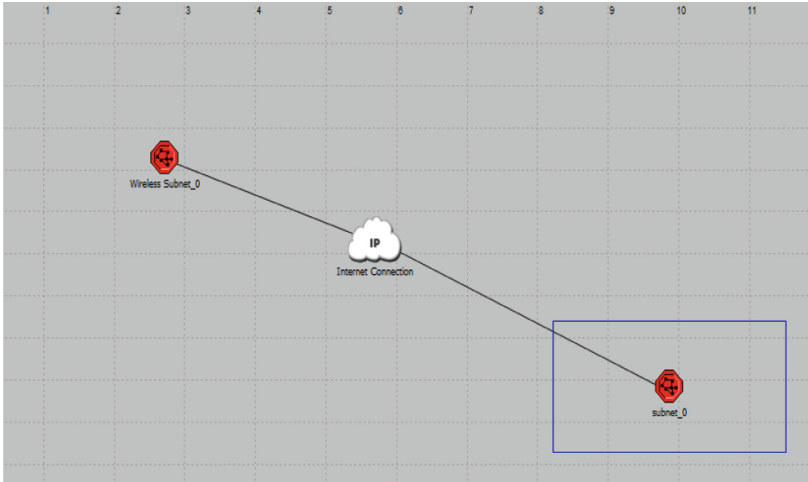 1 2 3 4 5 6 7 8 9 10 11
Wireless Subnet_0
IP
Internet Connection
subnet_0